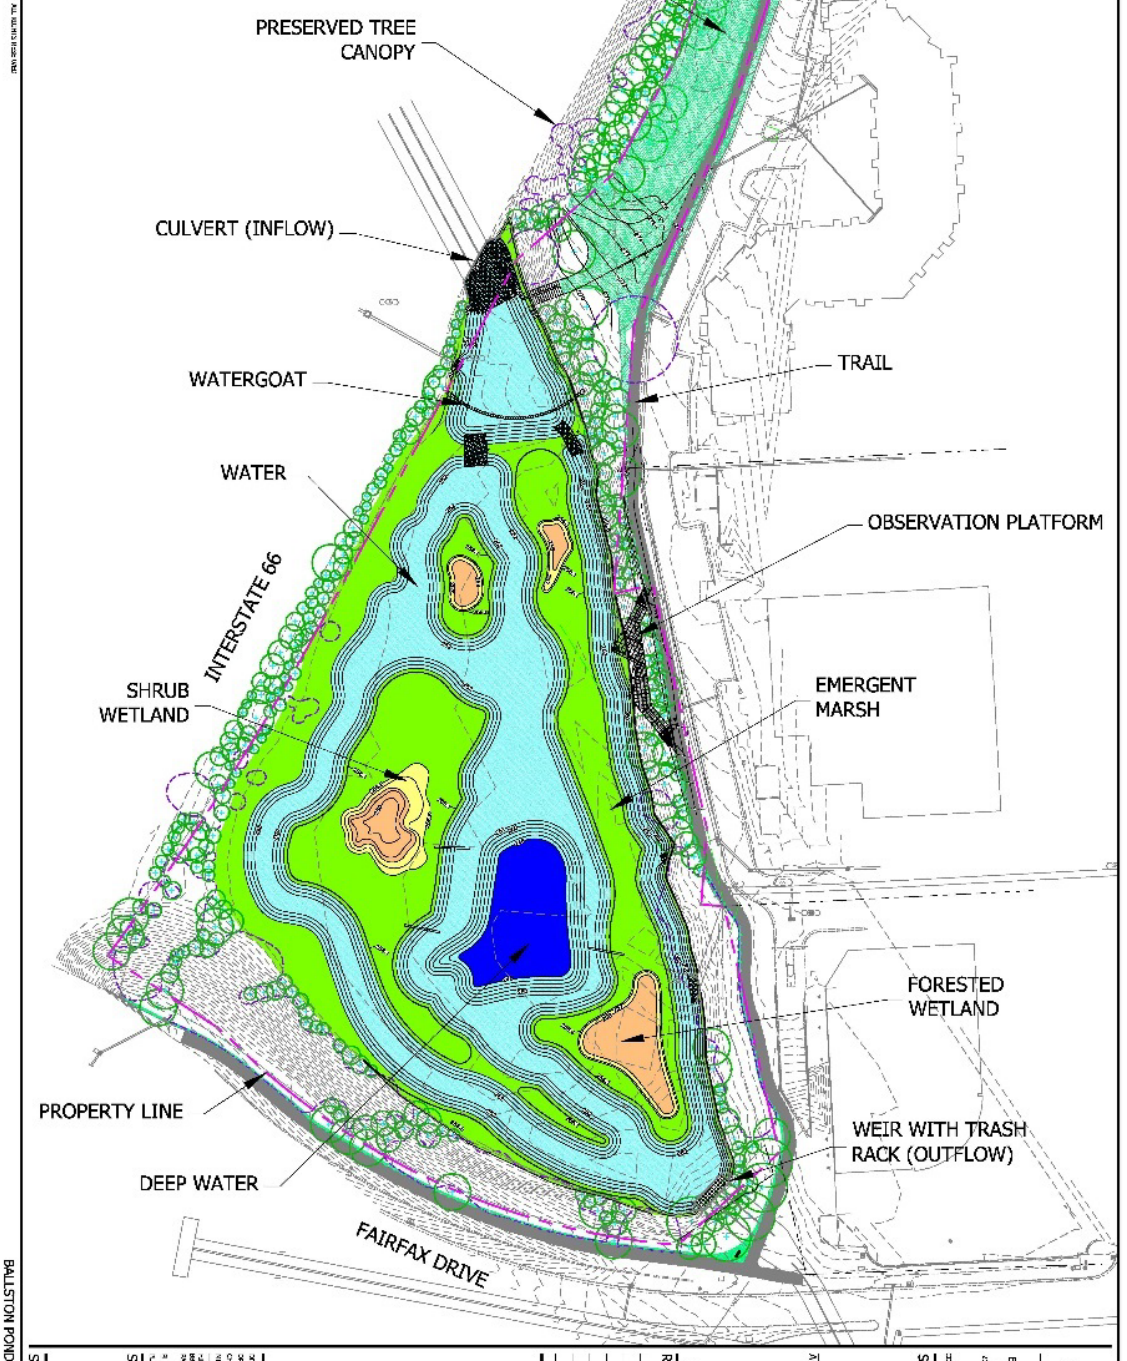 PRESERVED TREE
CANOPY
CULVERT (INFLOW)
WATERGOAT
TRAIL
WATER
OBSERVATION PLATFORM
INTERSTATE 66
SHRUB
WETLAND
EMERGENT
MARSH
FORESTED
WETLAND
PROPERTY LINE
WEIR WITH TRASH
RACK (OUTFLOW)
DEEP WATER
FAIRFAX DRIVE
BALLSTON POND